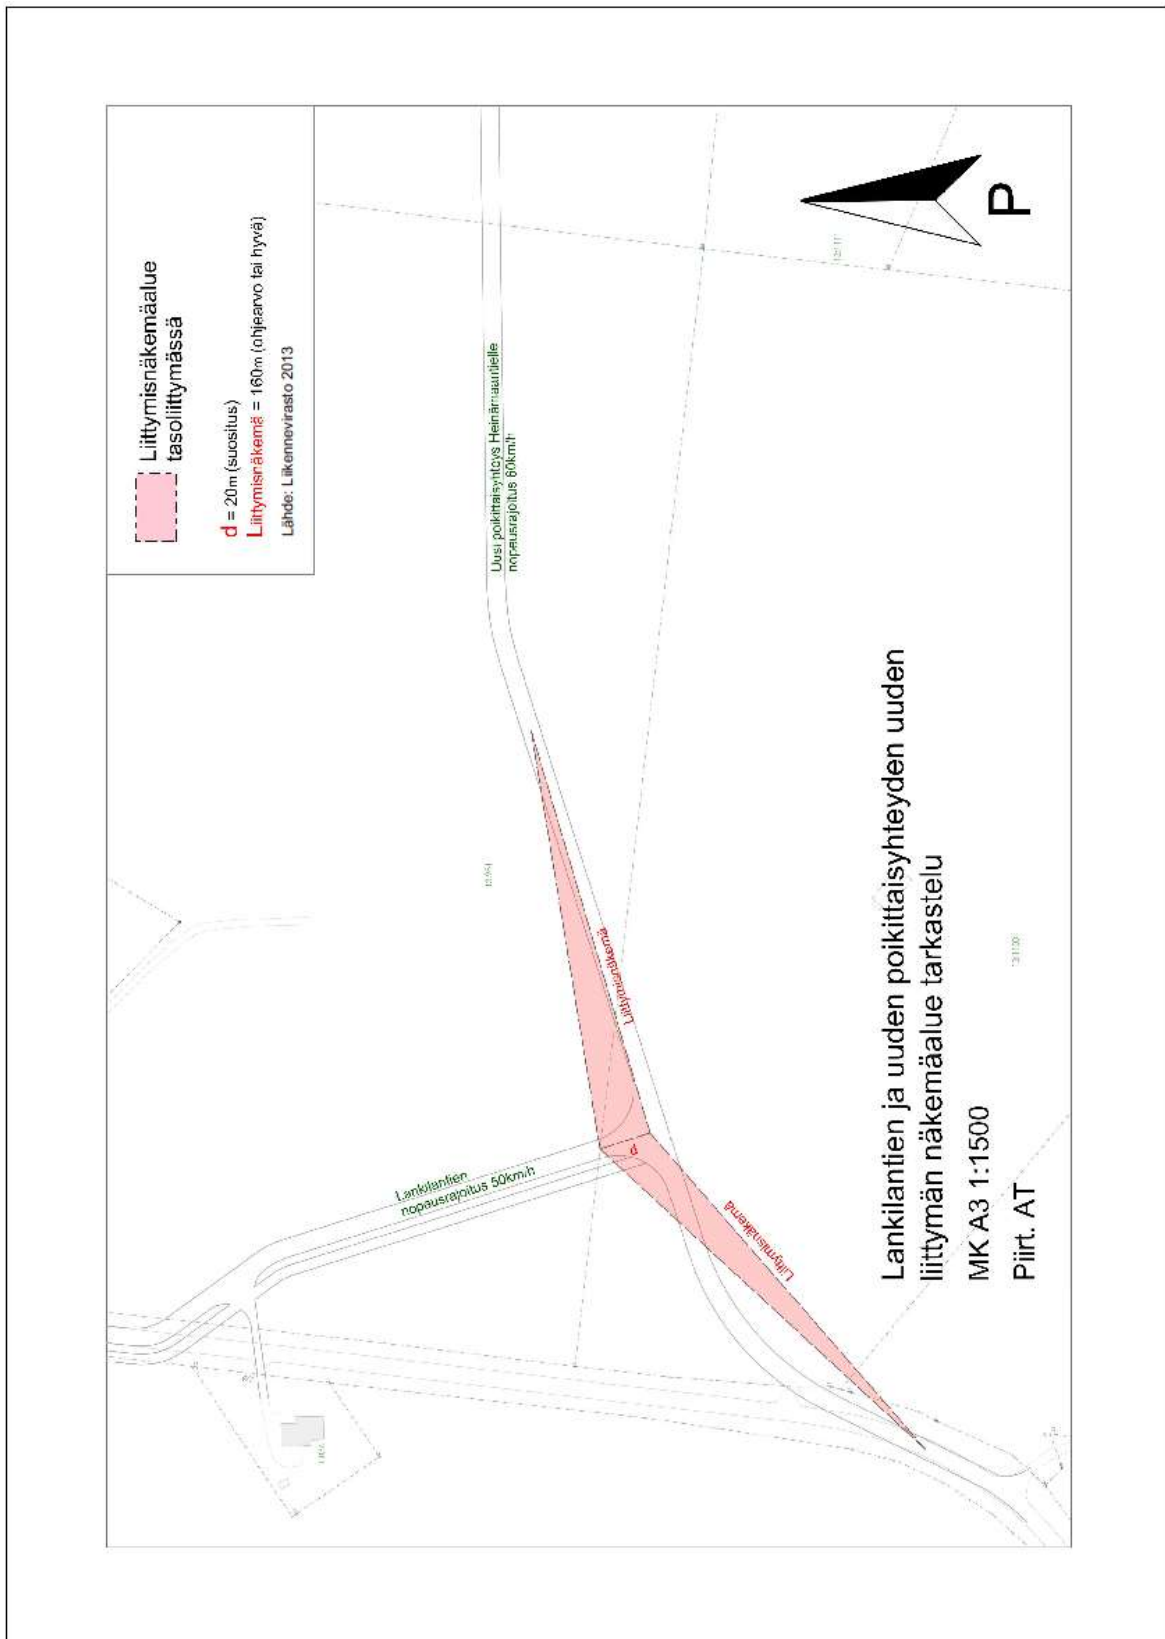 Liittymisnäkemäalue
tasoliittymässä
d = 20m (suositus)
Liittymisnäkemä = 160m (ohjearvo tai hyvä)
Lähde: Liikennevirasto 2013
Uusi poikittaisyhteys Heinämaantielle
nopeusrajoitus 60km/h
Lankilantien
nopeusrajoitus 50km/h
Liittymisnäkemä
d
Liittymisnäkemä
P
Lankilantien ja uuden poikittaisyhteyden uuden
liittymän näkemäalue tarkastelu
MK A3 1:1500
Piirt. AT